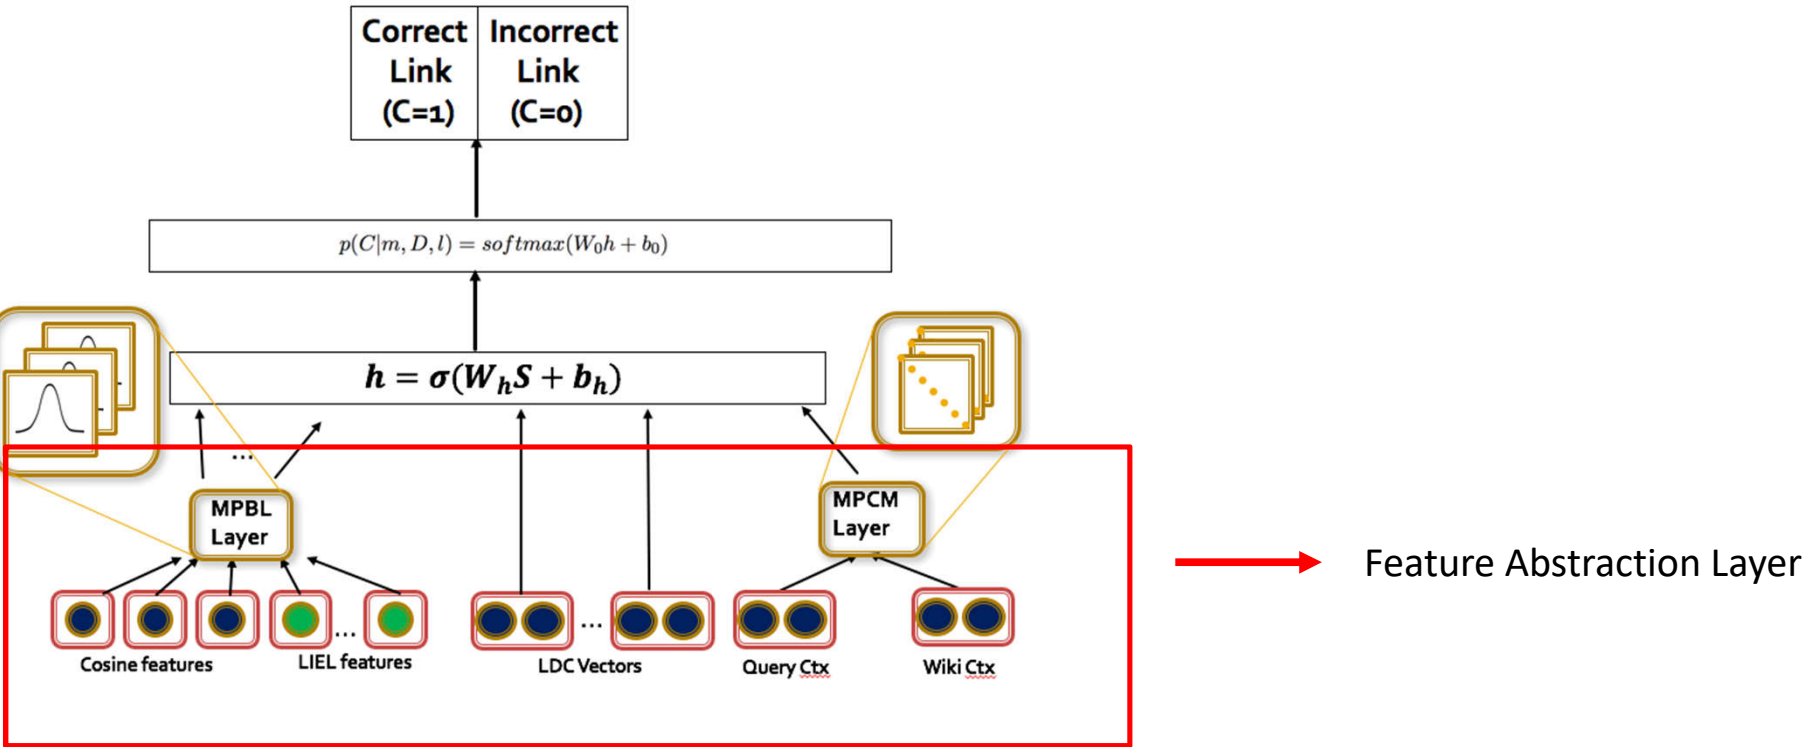 Correct Link (C=1)
Incorrect Link (C=0)
p(C|m, D, l) = softmax(W₀h + b₀)
h = σ(WₕS + bₕ)
...
MPBL
Layer
MPCM
Layer
Feature Abstraction Layer
...
...
Cosine features
LIEL features
LDC Vectors
Query Ctx
Wiki Ctx